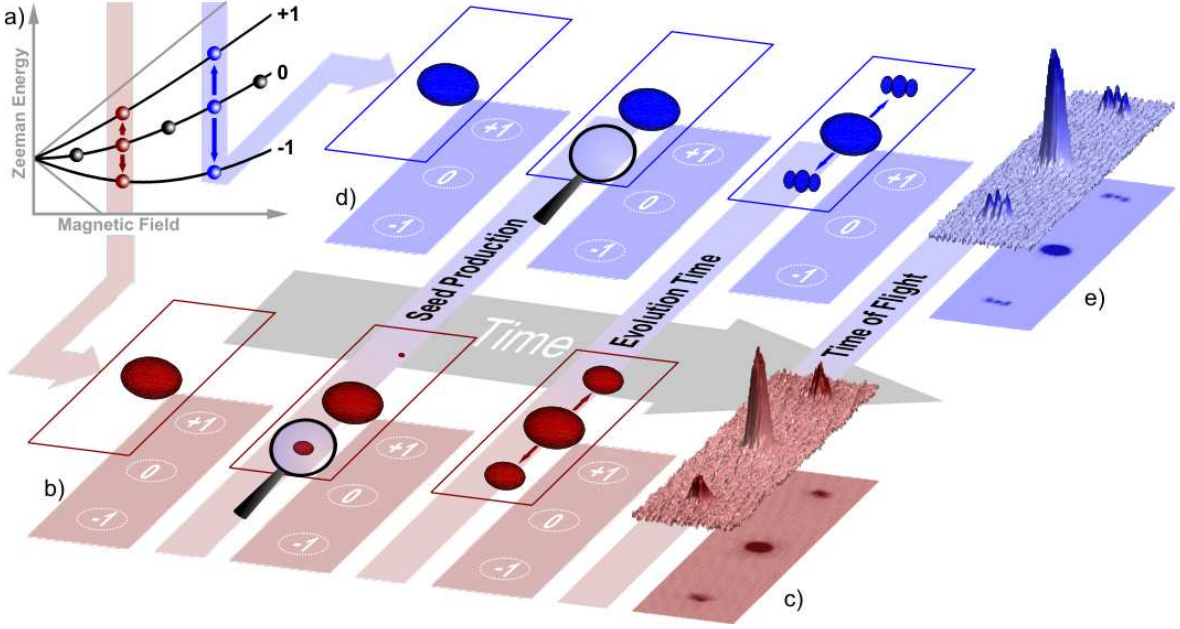 a)
Zeeman Energy
Magnetic Field
+1
0
-1
d)
+1
0
-1
+1
0
-1
+1
0
-1
e)
Seed Production
Evolution Time
Time of Flight
Time
b)
+1
0
-1
+1
0
-1
+1
0
-1
c)